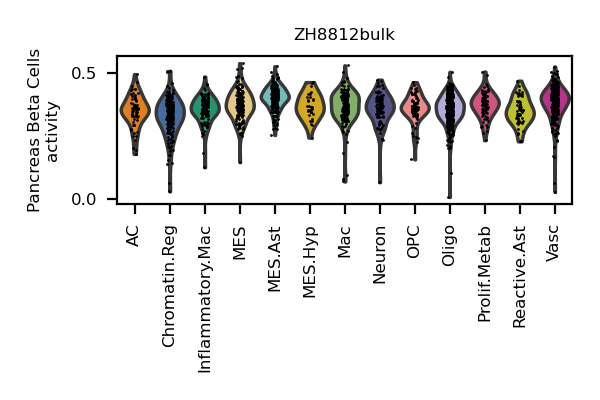 ZH8812bulk
Pancreas Beta Cells
activity
0.5
0.0
AC
Chromatin.Reg
Inflammatory.Mac
MES
MES.Ast
MES.Hyp
Mac
Neuron
OPC
Oligo
Prolif.Metab
Reactive.Ast
Vasc